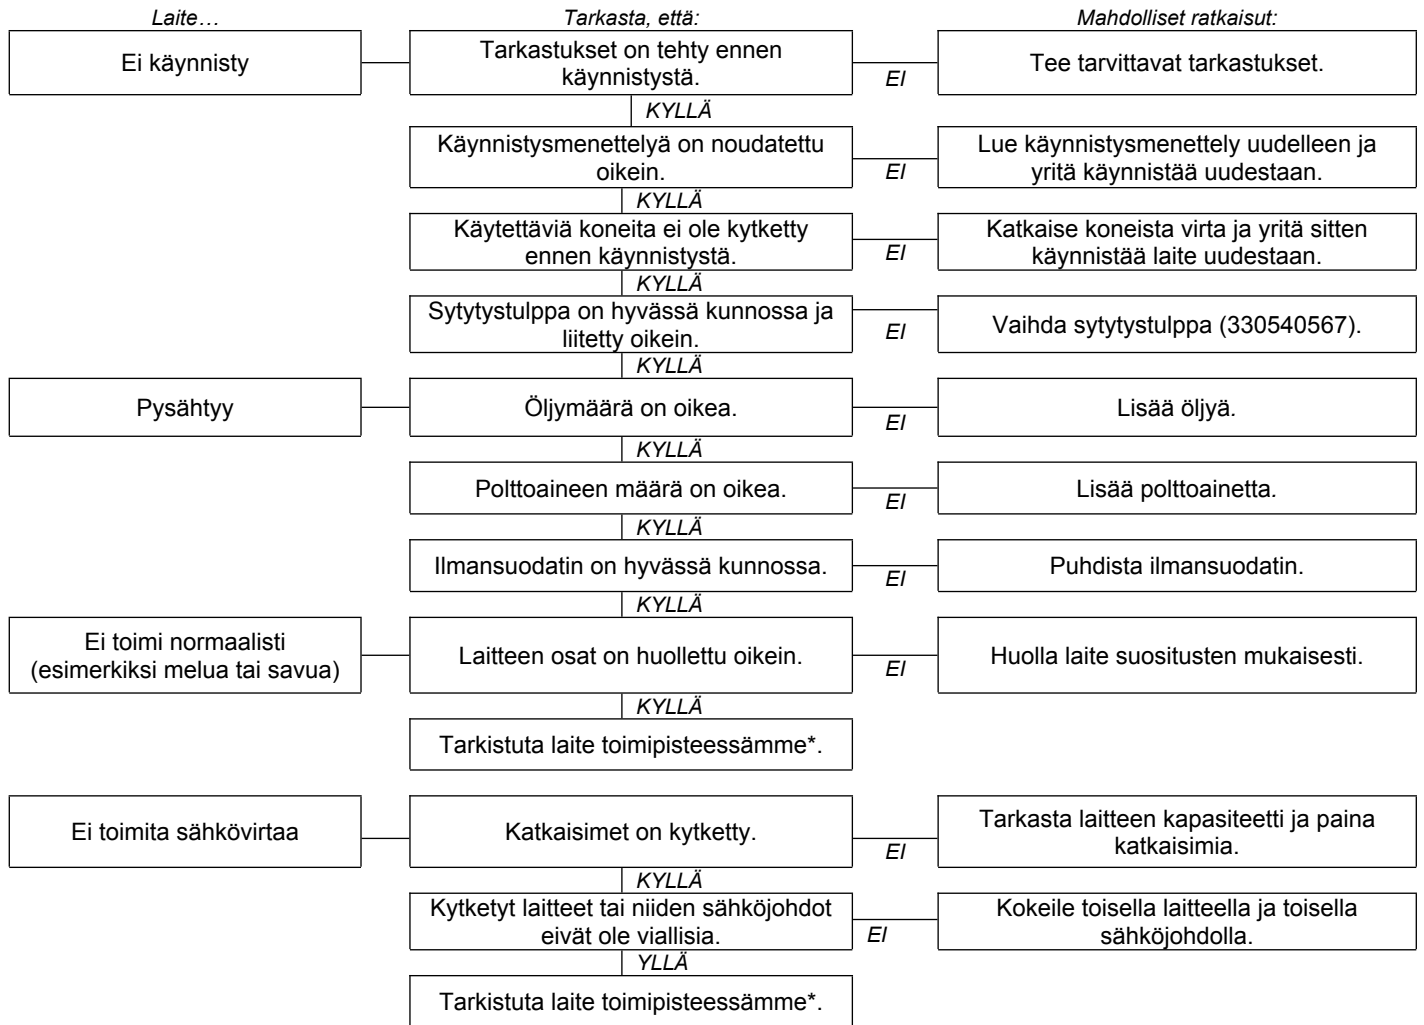 Laite…
Tarkasta, että:
Mahdolliset ratkaisut:
Ei käynnisty
Tarkastukset on tehty ennen
käynnistystä.
EI
Tee tarvittavat tarkastukset.
KYLLÄ
Käynnistysmenettelyä on noudatettu
oikein.
EI
Lue käynnistysmenettely uudelleen ja
yritä käynnistää uudestaan.
KYLLÄ
Käytettäviä koneita ei ole kytketty
ennen käynnistystä.
EI
Katkaise koneista virta ja yritä sitten
käynnistää laite uudestaan.
KYLLÄ
Sytytystulppa on hyvässä kunnossa ja
liitetty oikein.
EI
Vaihda sytytystulppa (330540567).
KYLLÄ
Pysähtyy
Öljymäärä on oikea.
EI
Lisää öljyä.
KYLLÄ
Polttoaineen määrä on oikea.
EI
Lisää polttoainetta.
KYLLÄ
Ilmansuodatin on hyvässä kunnossa.
EI
Puhdista ilmansuodatin.
KYLLÄ
Ei toimi normaalisti
(esimerkiksi melua tai savua)
Laitteen osat on huollettu oikein.
EI
Huolla laite suositusten mukaisesti.
KYLLÄ
Tarkistuta laite toimipisteessämme*.
Ei toimita sähkövirtaa
Katkaisimet on kytketty.
EI
Tarkasta laitteen kapasiteetti ja paina
katkaisimia.
KYLLÄ
Kytketyt laitteet tai niiden sähköjohdot
eivät ole viallisia.
EI
Kokeile toisella laitteella ja toisella
sähköjohdolla.
YLLÄ
Tarkistuta laite toimipisteessämme*.